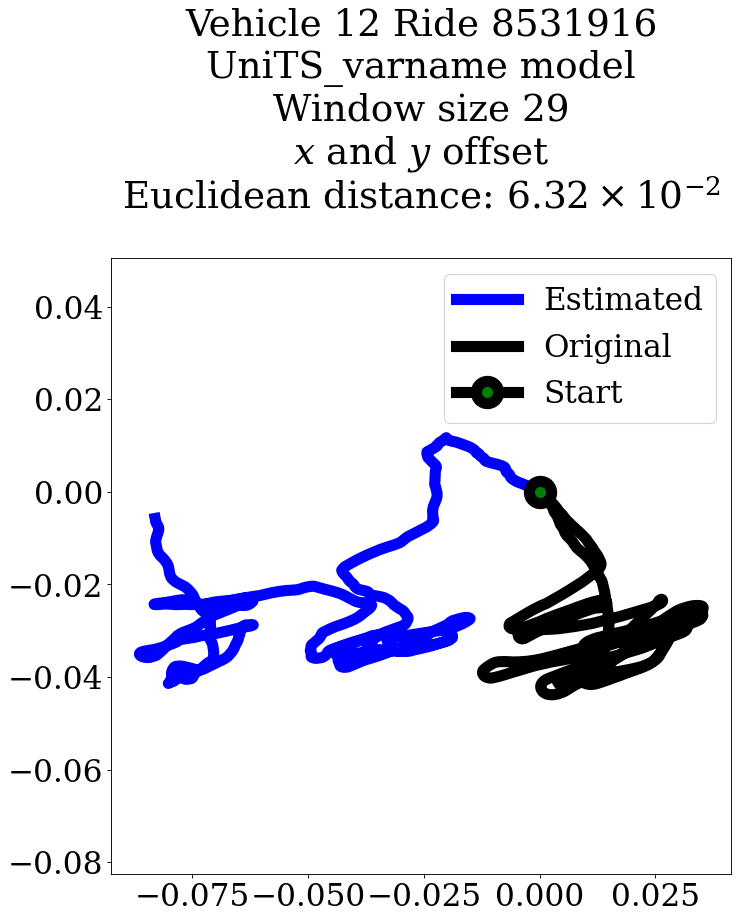 Vehicle 12 Ride 8531916
UniTS_varname model
Window size 29
x and y offset
Euclidean distance: 6.32 × 10⁻²
Estimated
Original
Start
0.04
0.02
0.00
−0.02
−0.04
−0.06
−0.08
−0.075 −0.050 −0.025 0.000 0.025